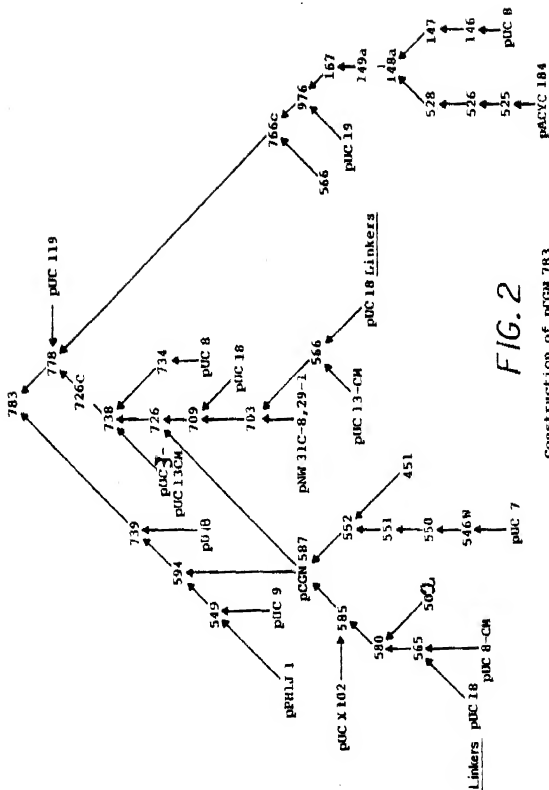 783
778
pUC 119
726c
766c
566
976
pUC 19
167
149a
148a
147
146
pUC 8
528
526
525
pACYC 184
738
734
pUC 8
pUC 13CM
726
709
pUC 18
703
pNW 31C-8,29-1
566
pUC 13-CM
pUC 18 Linkers
739
594
549
pUC 9
pPH1J 1
pCGN 587
585
pUC X 102
580
565
pUC 8-CM
Linkers pUC 18
552
451
551
550
546W
pUC 7
FIG. 2
Construction of pCGN 783